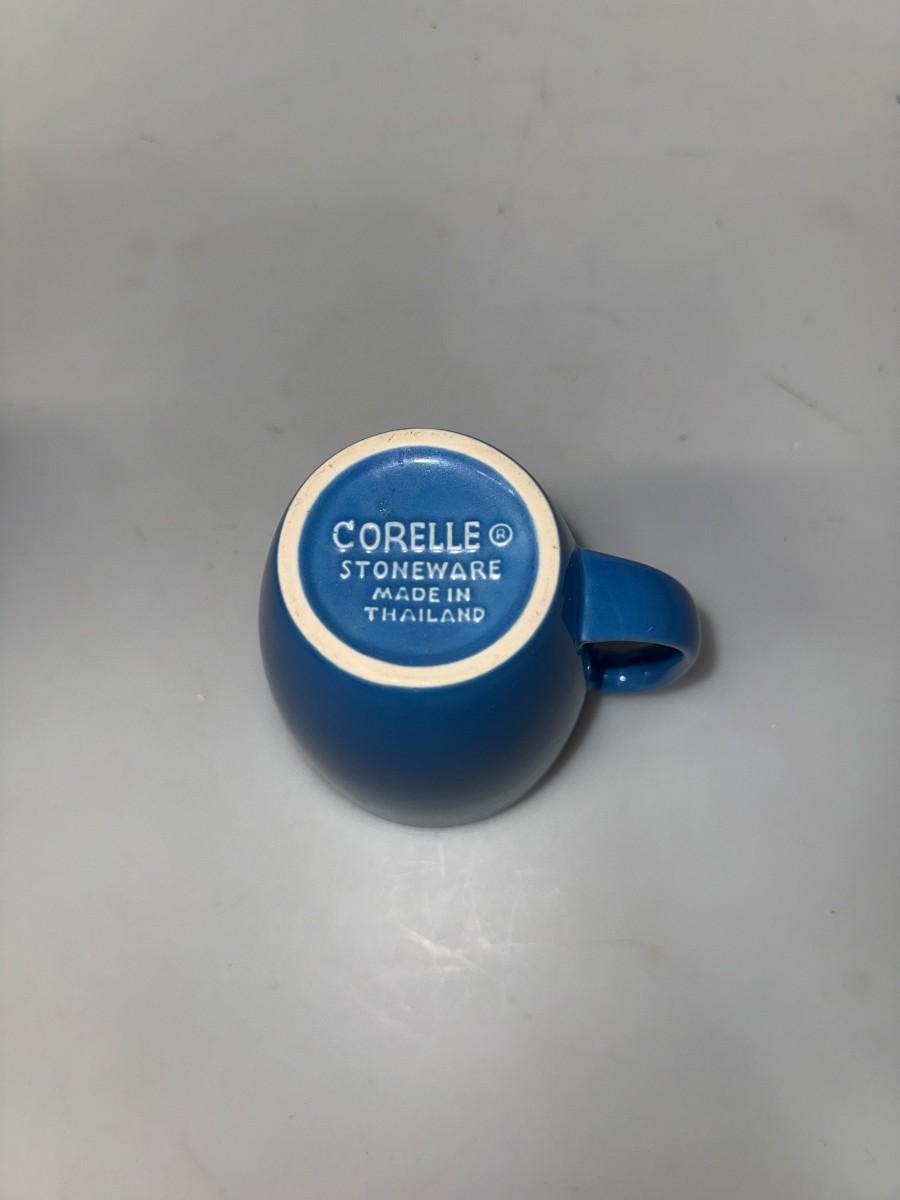 CORELLE ®
STONEWARE
MADE IN
THAILAND